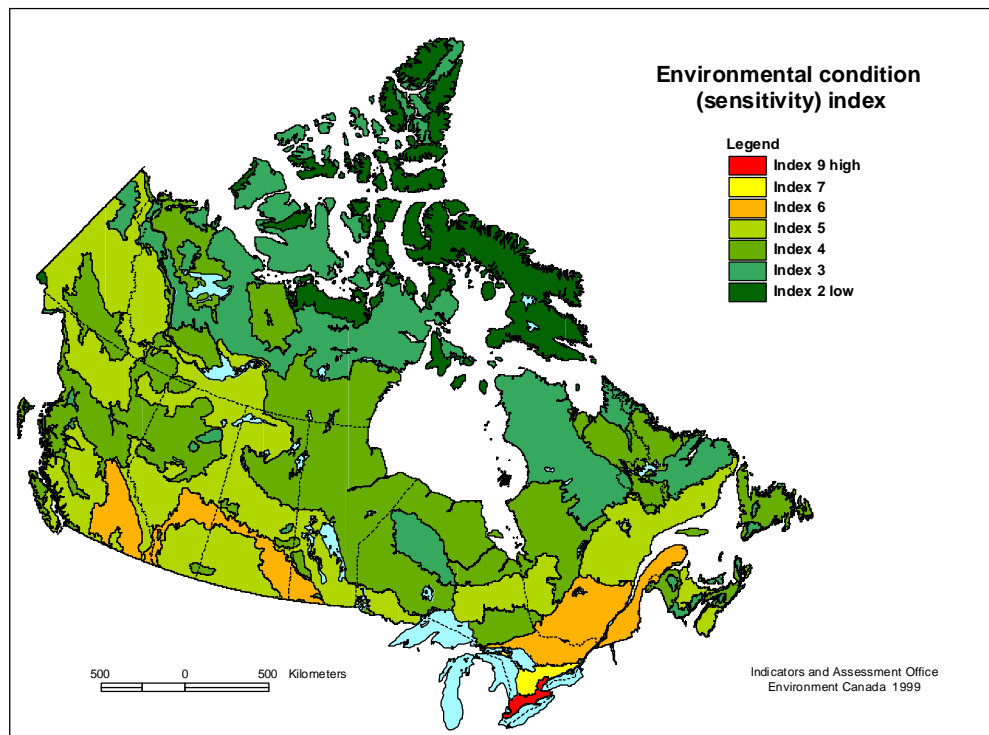 Environmental condition
(sensitivity) index
Legend
Index 9 high
Index 7
Index 6
Index 5
Index 4
Index 3
Index 2 low
500 0 500 Kilometers
Indicators and Assessment Office
Environment Canada 1999